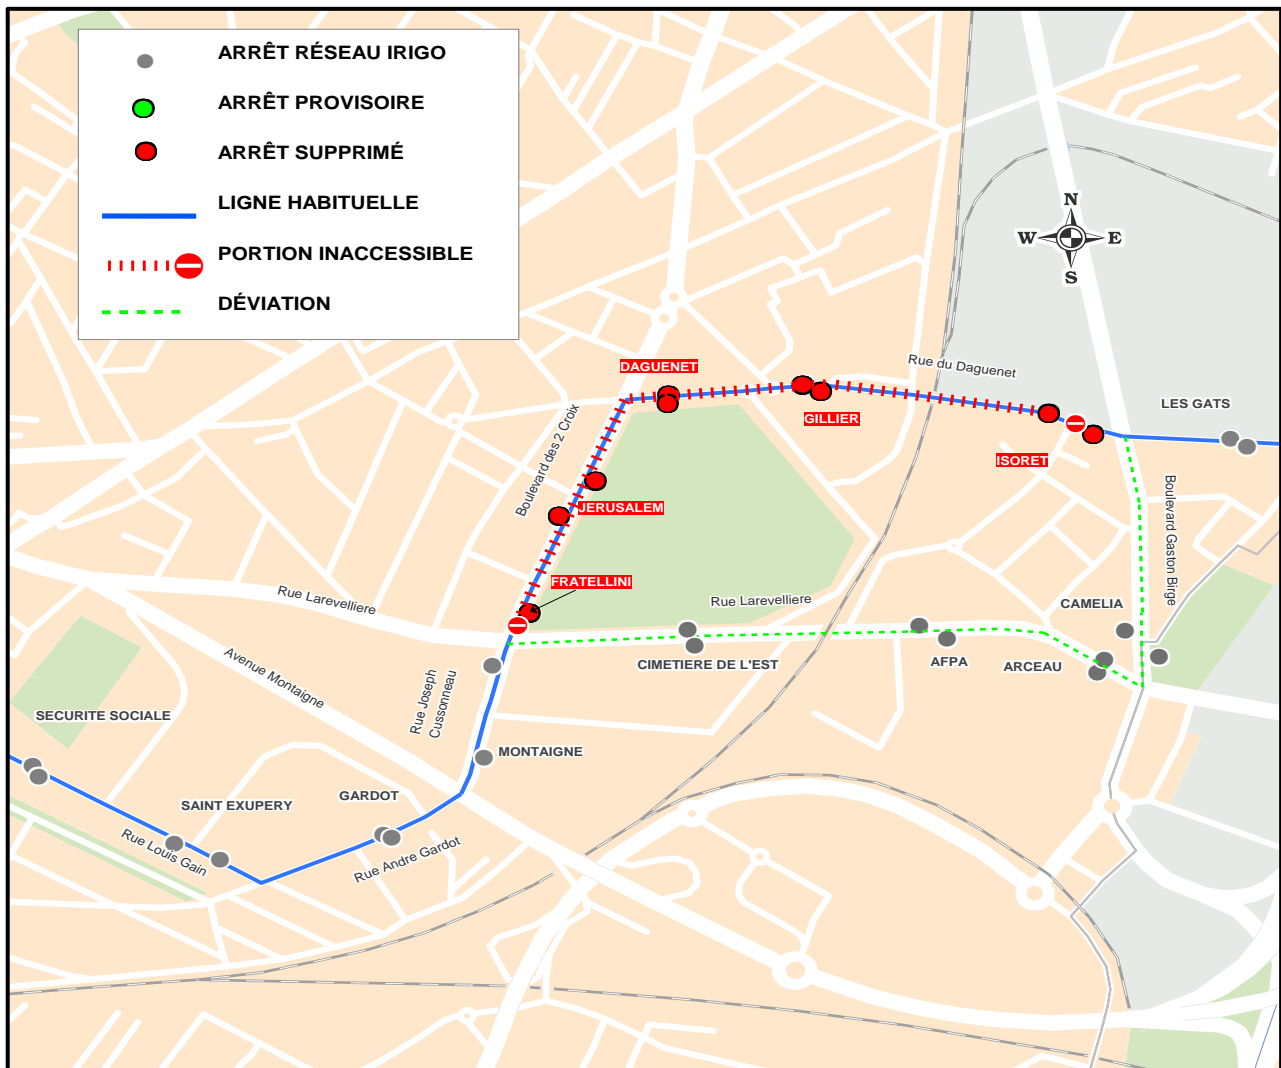 ARRÊT RÉSEAU IRIGO
ARRÊT PROVISOIRE
ARRÊT SUPPRIMÉ
LIGNE HABITUELLE
PORTION INACCESSIBLE
DÉVIATION
N
W
E
S
DAGUENET
Rue du Daguenet
GILLIER
LES GATS
ISORET
Boulevard des 2 Croix
JERUSALEM
Boulevard Gaston Birge
FRATELLINI
Rue Larevelliere
Rue Larevelliere
CAMELIA
CIMETIERE DE L'EST
AFPA
ARCEAU
Avenue Montaigne
Rue Joseph
Cussonneau
SECURITE SOCIALE
MONTAIGNE
SAINT EXUPERY
GARDOT
Rue Louis Gain
Rue Andre Gardot